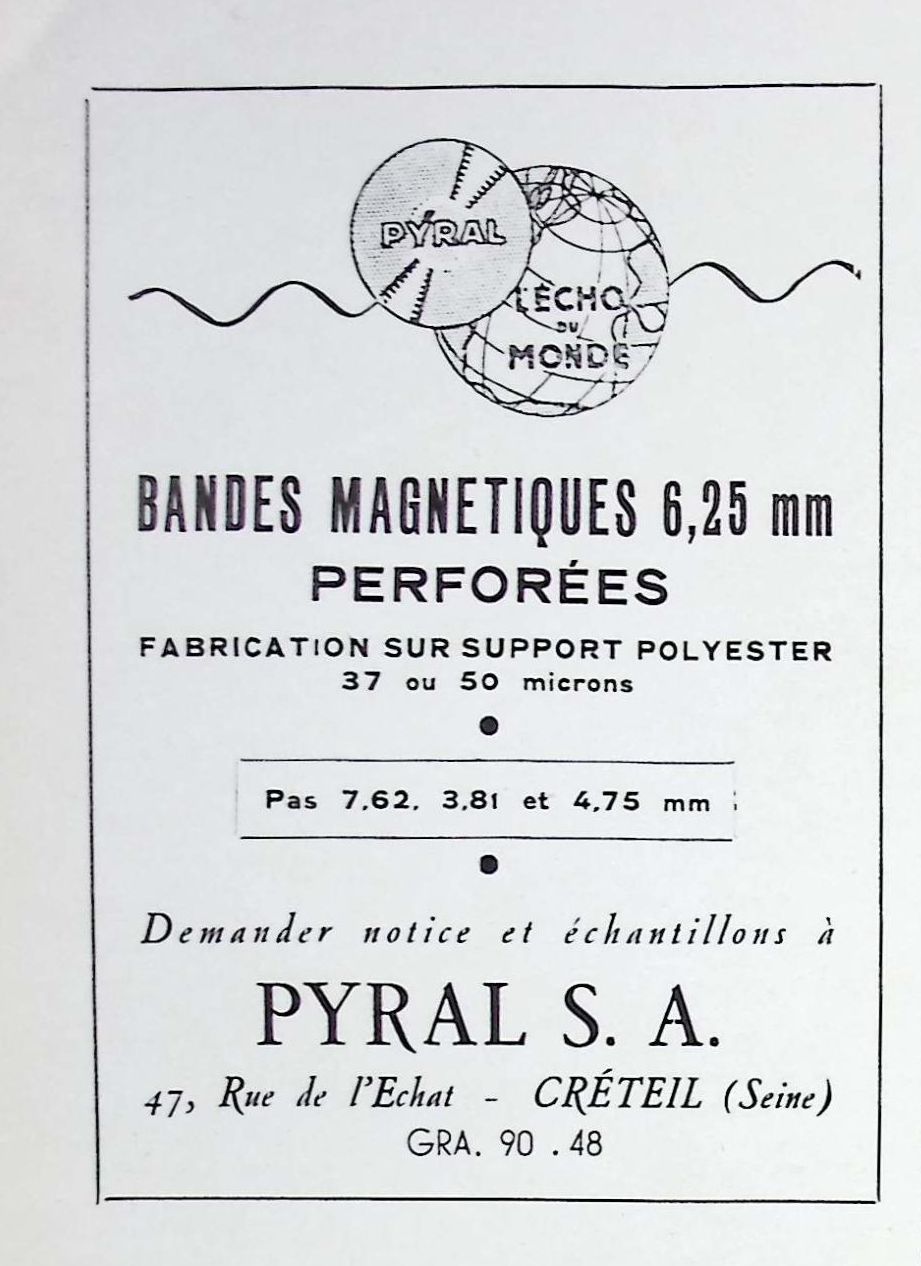 PYRAL
L'ÉCHO
DU
MONDE
BANDES MAGNETIQUES 6,25 mm
PERFORÉES
FABRICATION SUR SUPPORT POLYESTER
37 ou 50 microns
Pas 7,62, 3,81 et 4,75 mm
Demander notice et échantillons à
PYRAL S. A.
47, Rue de l'Echat - CRÉTEIL (Seine)
GRA. 90 . 48